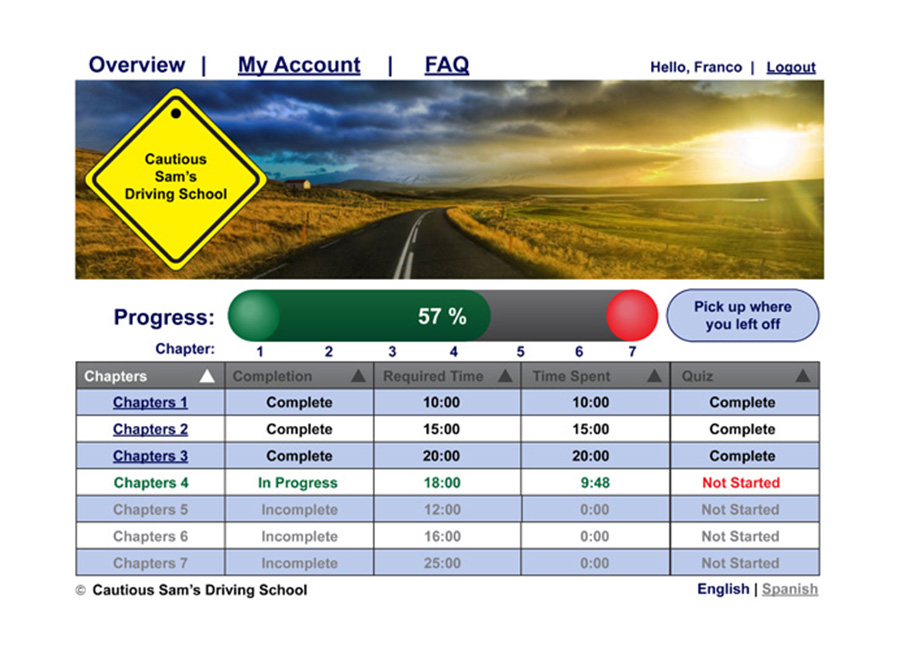 Overview | My Account | FAQ
Hello, Franco | Logout
Cautious
Sam's
Driving School
Progress: 57 %
Pick up where
you left off
Chapter: 1 2 3 4 5 6 7
Chapters Completion Required Time Time Spent Quiz
Chapters 1 Complete 10:00 10:00 Complete
Chapters 2 Complete 15:00 15:00 Complete
Chapters 3 Complete 20:00 20:00 Complete
Chapters 4 In Progress 18:00 9:48 Not Started
Chapters 5 Incomplete 12:00 0:00 Not Started
Chapters 6 Incomplete 16:00 0:00 Not Started
Chapters 7 Incomplete 25:00 0:00 Not Started
© Cautious Sam's Driving School
English | Spanish